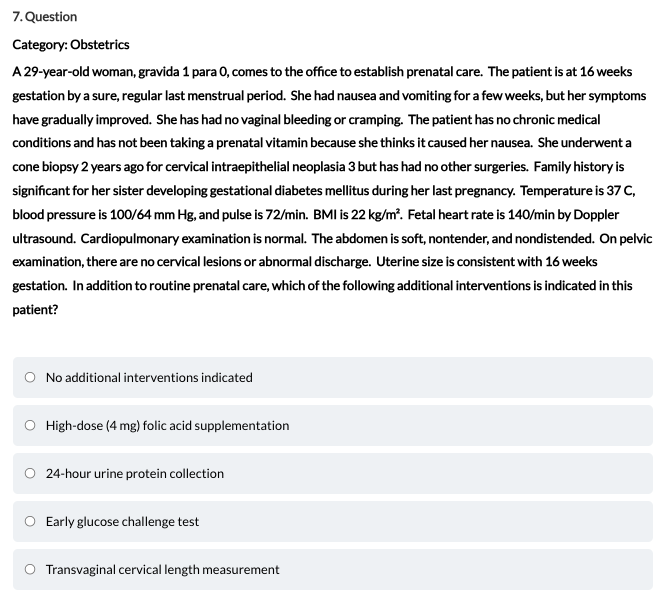 7. Question
Category: Obstetrics
A 29-year-old woman, gravida 1 para 0, comes to the office to establish prenatal care. The patient is at 16 weeks
gestation by a sure, regular last menstrual period. She had nausea and vomiting for a few weeks, but her symptoms
have gradually improved. She has had no vaginal bleeding or cramping. The patient has no chronic medical
conditions and has not been taking a prenatal vitamin because she thinks it caused her nausea. She underwent a
cone biopsy 2 years ago for cervical intraepithelial neoplasia 3 but has had no other surgeries. Family history is
significant for her sister developing gestational diabetes mellitus during her last pregnancy. Temperature is 37 C,
blood pressure is 100/64 mm Hg, and pulse is 72/min. BMI is 22 kg/m². Fetal heart rate is 140/min by Doppler
ultrasound. Cardiopulmonary examination is normal. The abdomen is soft, nontender, and nondistended. On pelvic
examination, there are no cervical lesions or abnormal discharge. Uterine size is consistent with 16 weeks
gestation. In addition to routine prenatal care, which of the following additional interventions is indicated in this
patient?
No additional interventions indicated
High-dose (4 mg) folic acid supplementation
24-hour urine protein collection
Early glucose challenge test
Transvaginal cervical length measurement